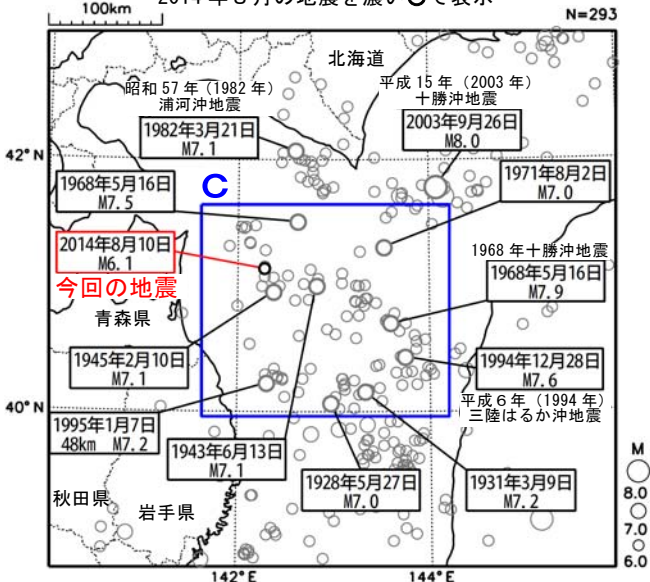 2014年8月の地震を濃い○で表示
100km
N=293
北海道
昭和57年（1982年）
浦河沖地震
平成15年（2003年）
十勝沖地震
1982年3月21日
M7.1
2003年9月26日
M8.0
42°N
1971年8月2日
M7.0
1968年5月16日
M7.5
C
2014年8月10日
M6.1
今回の地震
青森県
1968年十勝沖地震
1968年5月16日
M7.9
1945年2月10日
M7.1
1994年12月28日
M7.6
平成6年（1994）
三陸はるか沖地震
40°N
1995年1月7日
48km M7.2
1943年6月13日
M7.1
1928年5月27日
M7.0
1931年3月9日
M7.2
秋田県
岩手県
M
8.0
7.0
6.0
142°E
144°E